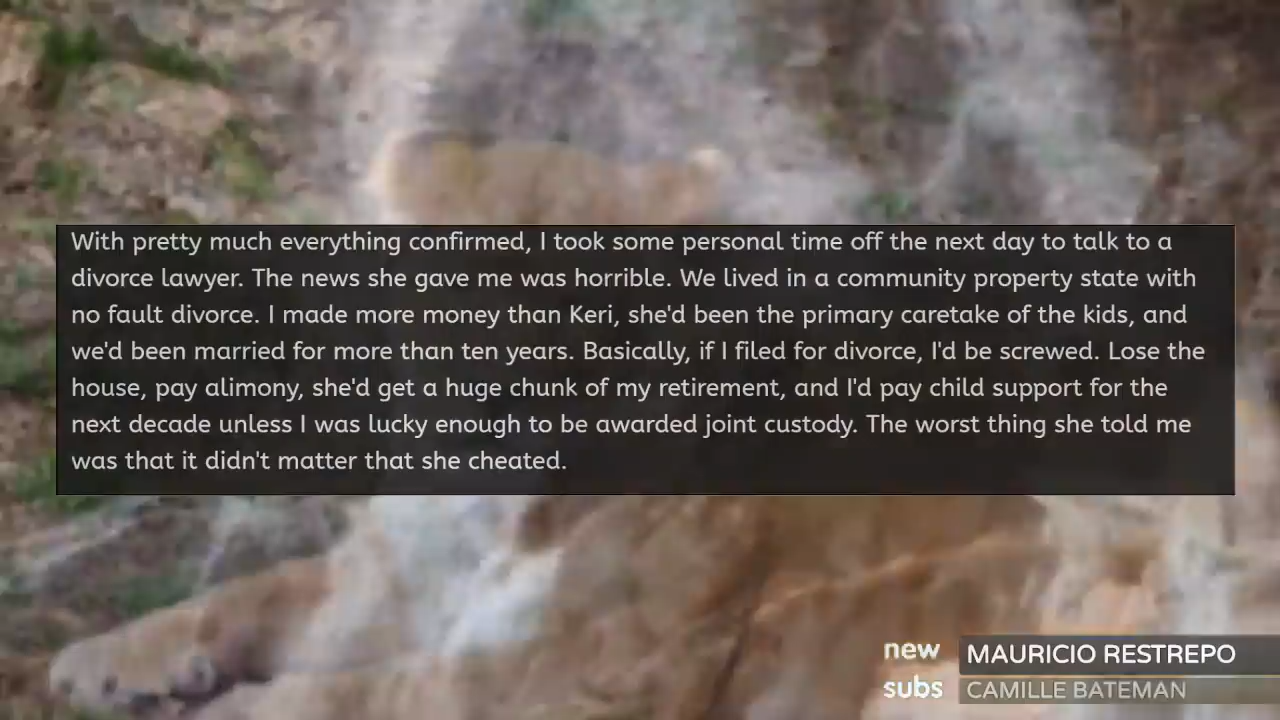 With pretty much everything confirmed, I took some personal time off the next day to talk to a
divorce lawyer. The news she gave me was horrible. We lived in a community property state with
no fault divorce. I made more money than Keri, she'd been the primary caretake of the kids, and
we'd been married for more than ten years. Basically, if I filed for divorce, I'd be screwed. Lose the
house, pay alimony, she'd get a huge chunk of my retirement, and I'd pay child support for the
next decade unless I was lucky enough to be awarded joint custody. The worst thing she told me
was that it didn't matter that she cheated.
new MAURICIO RESTREPO
subs CAMILLE BATEMAN